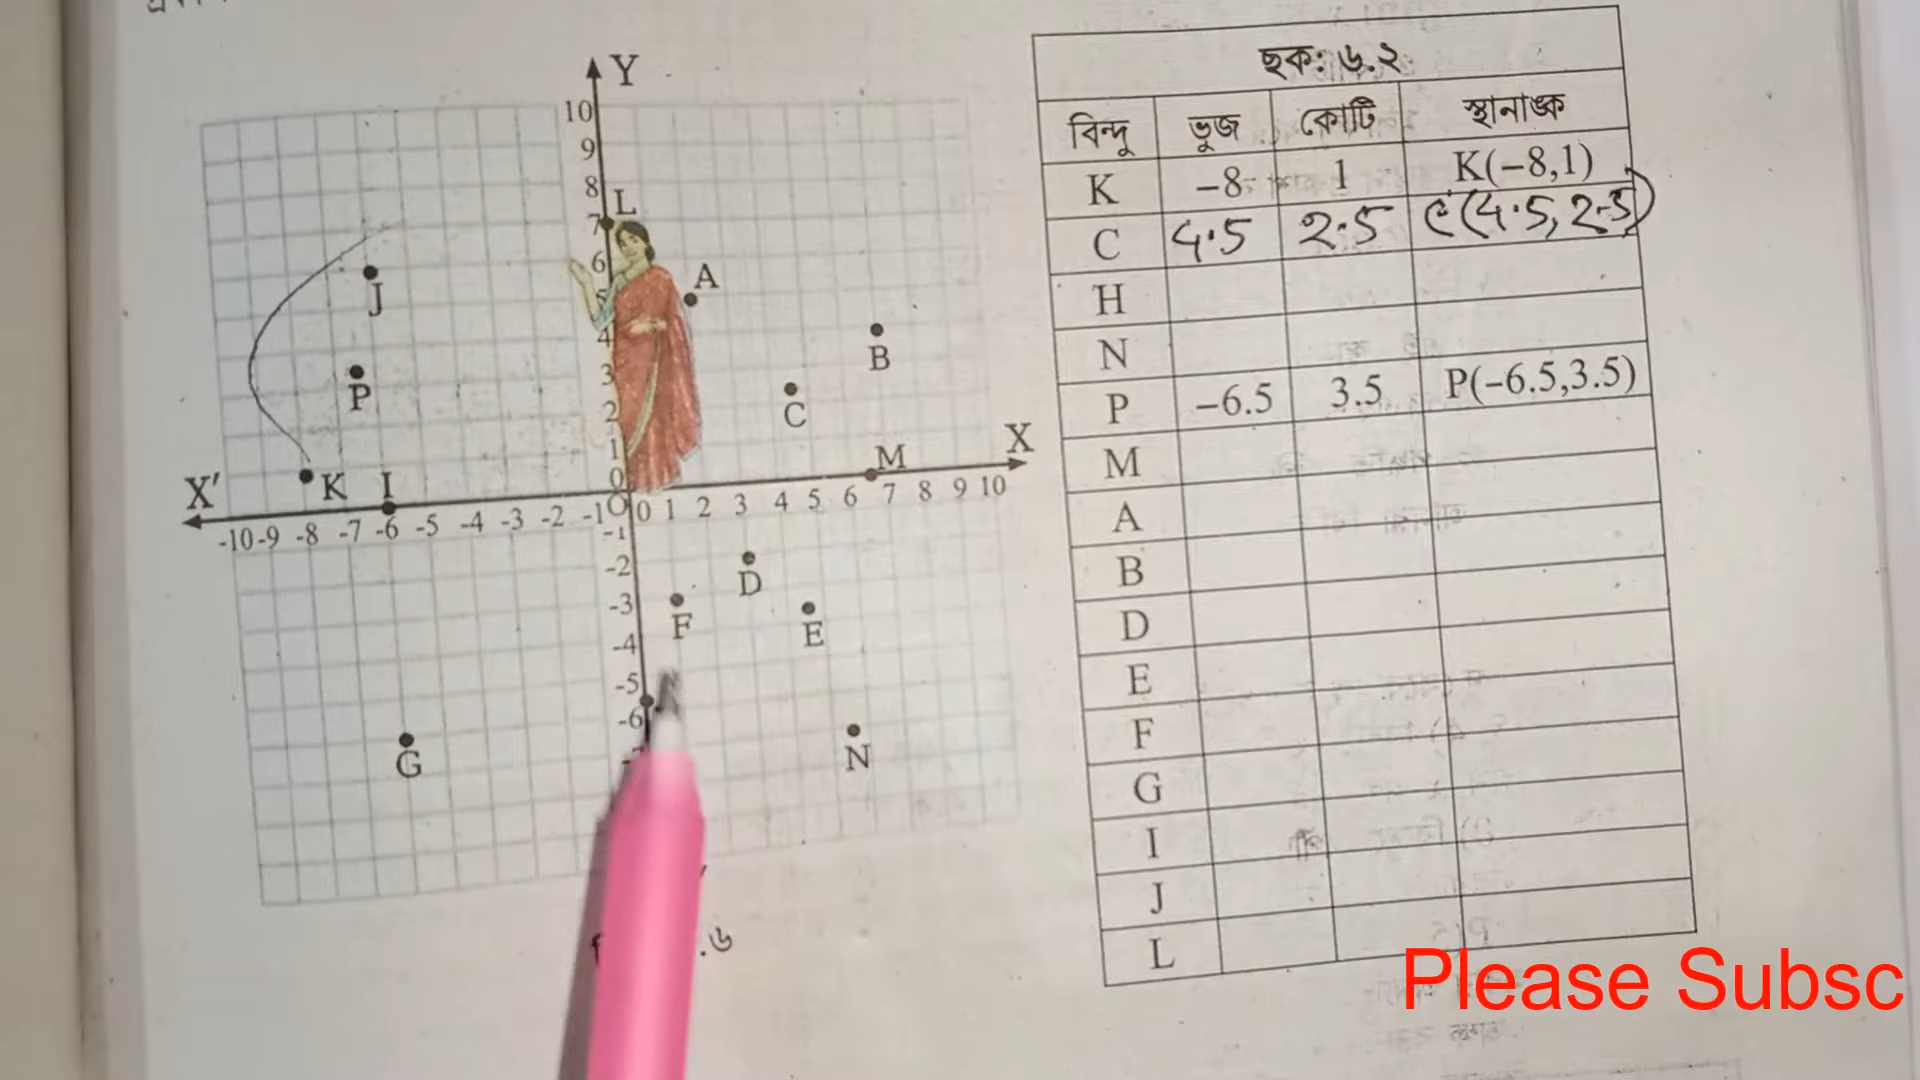 Y
10
9
8
L
7
6
A
J
4
B
3
P
2
C
1
X
M
0
X′
K
I
O
-10 -9 -8 -7 -6 -5 -4 -3 -2 -1 0 1 2 3 4 5 6 7 8 9 10
-1
-2
D
-3
F
E
-4
-5
-6
N
G
.৬
ছক: ৬.২
বিন্দু ভূজ কোটি স্থানাঙ্ক
K −8 1 K(−8,1)
C 4.5 2.5 C(4.5, 2.5)
H
N
P −6.5 3.5 P(−6.5,3.5)
M
A
B
D
E
F
G
I
J
L
Please Subsc